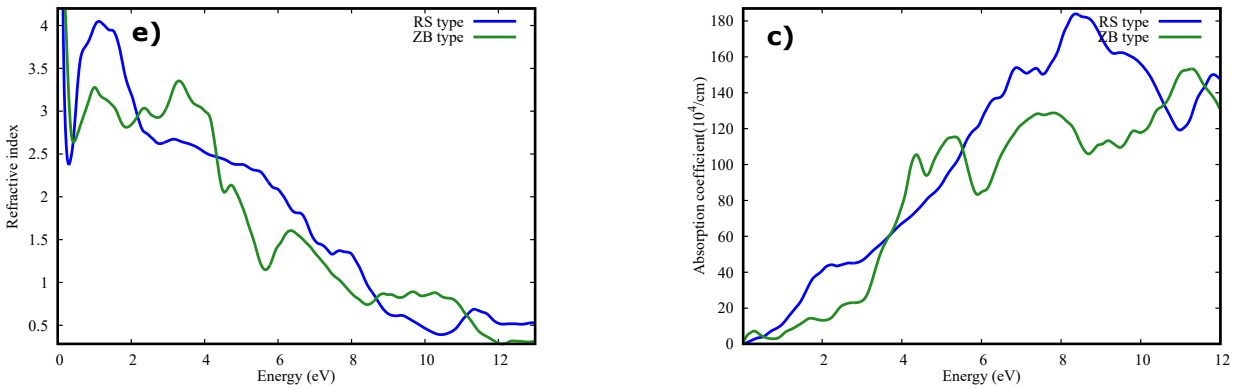 e)
RS type
ZB type
4
3.5
3
2.5
2
1.5
1
0.5
0 2 4 6 8 10 12
Refractive index
Energy (eV)
c)
RS type
ZB type
180
160
140
120
100
80
60
40
20
0
2 4 6 8 10 12
Absorption coefficient(10⁴/cm)
Energy (eV)